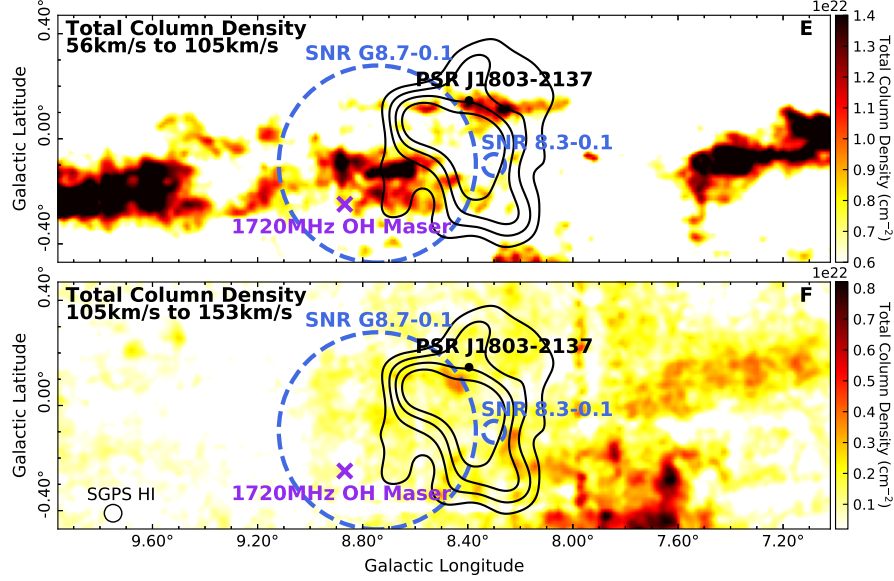 1e22
Total Column Density
56km/s to 105km/s
E
SNR G8.7-0.1
PSR J1803-2137
SNR 8.3-0.1
1720MHz OH Maser
Galactic Latitude
0.40°
0.00°
-0.40°
1.4
1.3
1.2
1.1
1.0
0.9
0.8
0.7
0.6
Total Column Density (cm⁻²)
1e22
Total Column Density
105km/s to 153km/s
F
SNR G8.7-0.1
PSR J1803-2137
SNR 8.3-0.1
1720MHz OH Maser
SGPS HI
Galactic Latitude
0.40°
0.00°
-0.40°
0.8
0.7
0.6
0.5
0.4
0.3
0.2
0.1
Total Column Density (cm⁻²)
9.60° 9.20° 8.80° 8.40° 8.00° 7.60° 7.20°
Galactic Longitude